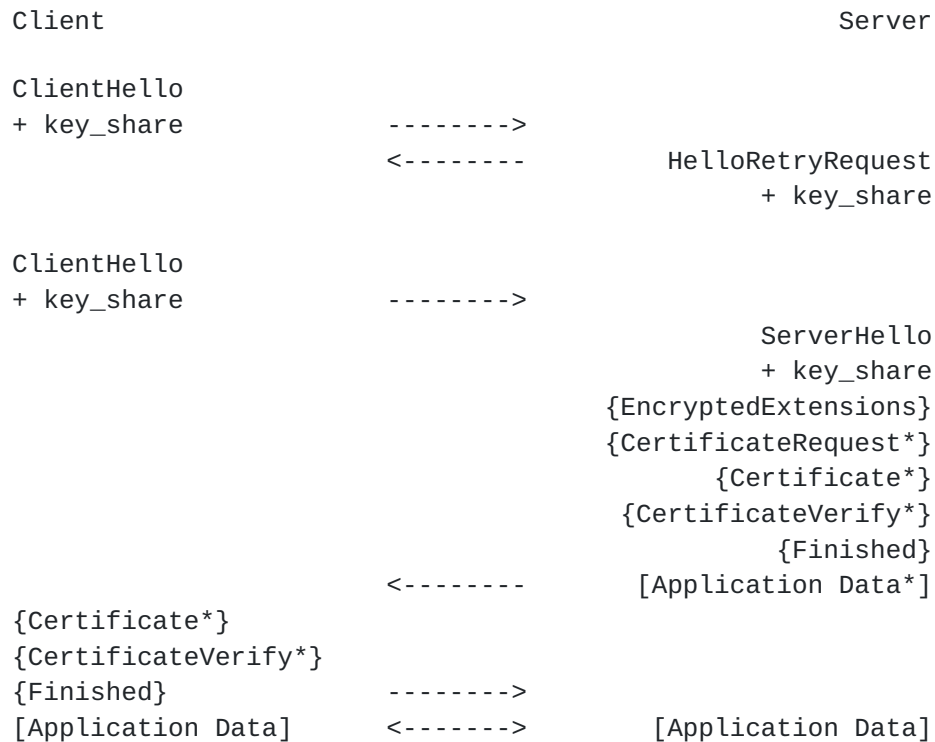 Client                                               Server

ClientHello
+ key_share             -------->
                        <--------         HelloRetryRequest
                                                + key_share

ClientHello
+ key_share             -------->
                                                ServerHello
                                                + key_share
                                      {EncryptedExtensions}
                                      {CertificateRequest*}
                                             {Certificate*}
                                       {CertificateVerify*}
                                                 {Finished}
                        <--------       [Application Data*]
{Certificate*}
{CertificateVerify*}
{Finished}              -------->
[Application Data]      <------->        [Application Data]